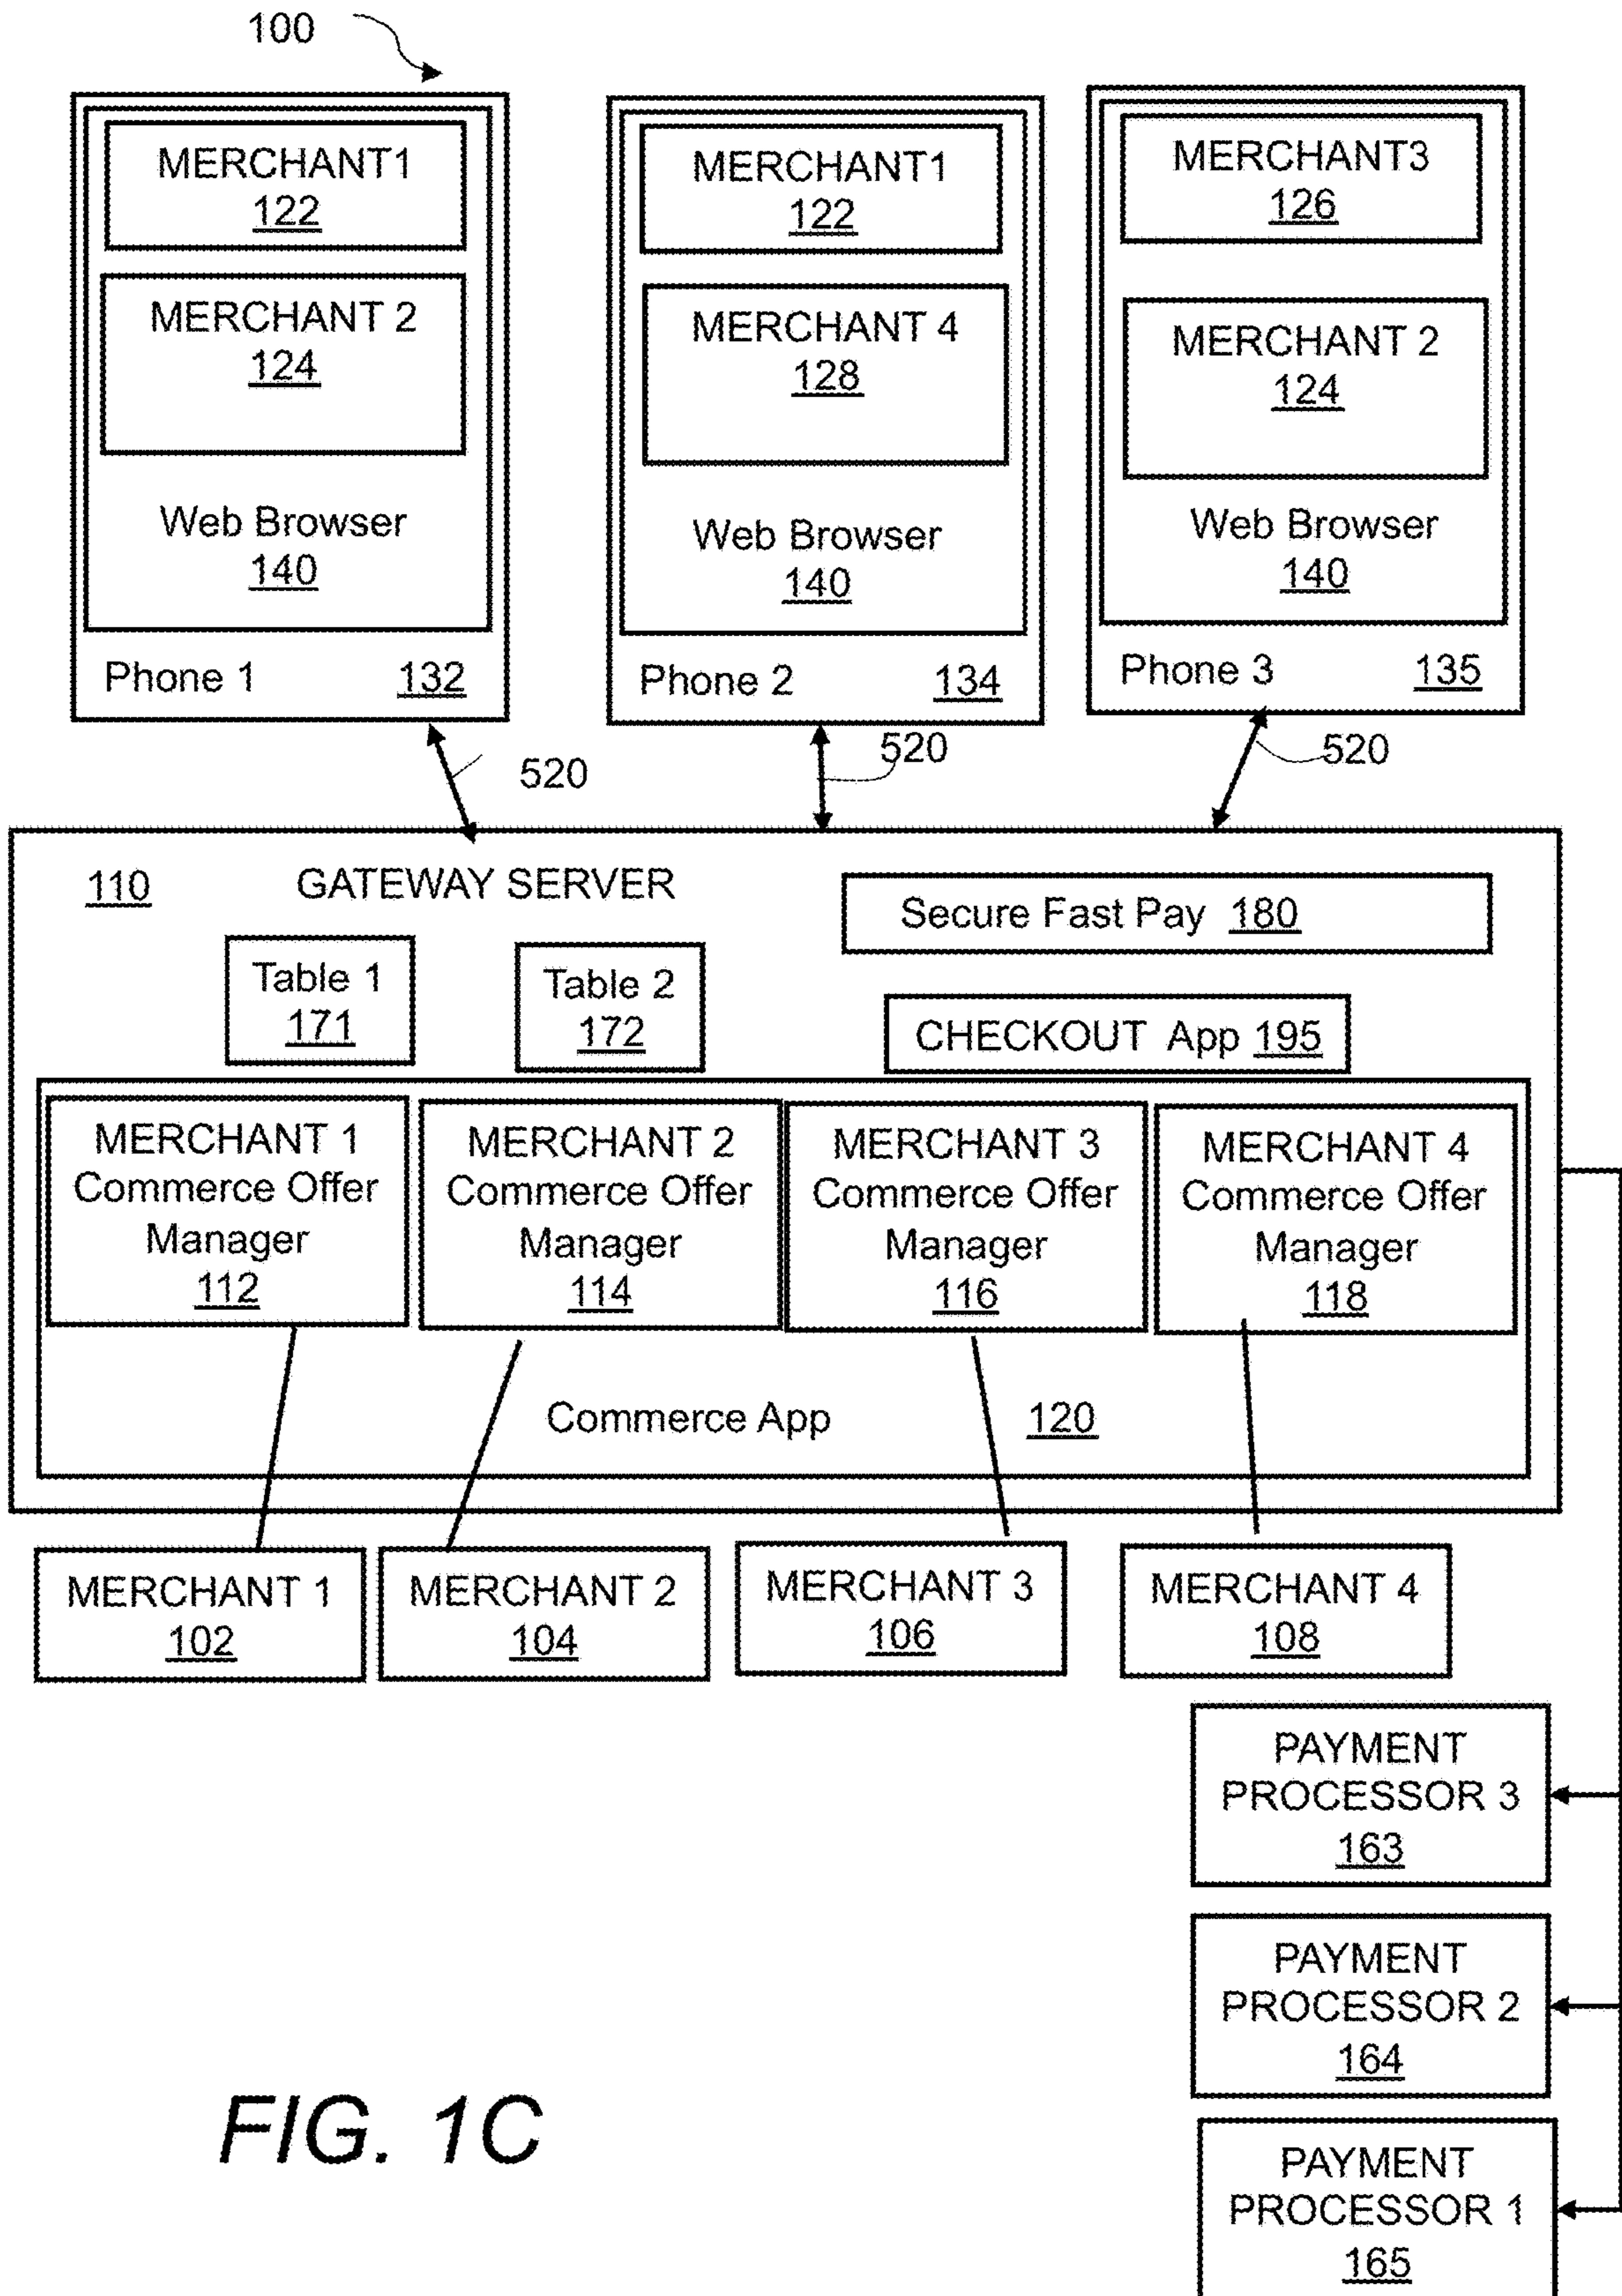 100
MERCHANT1
122
MERCHANT 2
124
Web Browser
140
Phone 1 132
MERCHANT1
122
MERCHANT 4
128
Web Browser
140
Phone 2 134
MERCHANT3
126
MERCHANT 2
124
Web Browser
140
Phone 3 135
520
520
520
110 GATEWAY SERVER
Secure Fast Pay 180
Table 1
171
Table 2
172
CHECKOUT App 195
MERCHANT 1
Commerce Offer
Manager
112
MERCHANT 2
Commerce Offer
Manager
114
MERCHANT 3
Commerce Offer
Manager
116
MERCHANT 4
Commerce Offer
Manager
118
Commerce App 120
MERCHANT 1
102
MERCHANT 2
104
MERCHANT 3
106
MERCHANT 4
108
PAYMENT
PROCESSOR 3
163
PAYMENT
PROCESSOR 2
164
PAYMENT
PROCESSOR 1
165
FIG. 1C